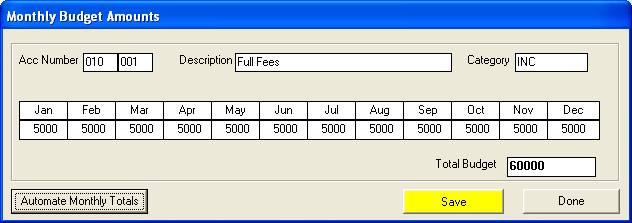 Monthly Budget Amounts
Acc Number 010 001 Description Full Fees Category INC
Jan Feb Mar Apr May Jun Jul Aug Sep Oct Nov Dec
5000 5000 5000 5000 5000 5000 5000 5000 5000 5000 5000 5000
Total Budget 60000
Automate Monthly Totals Save Done